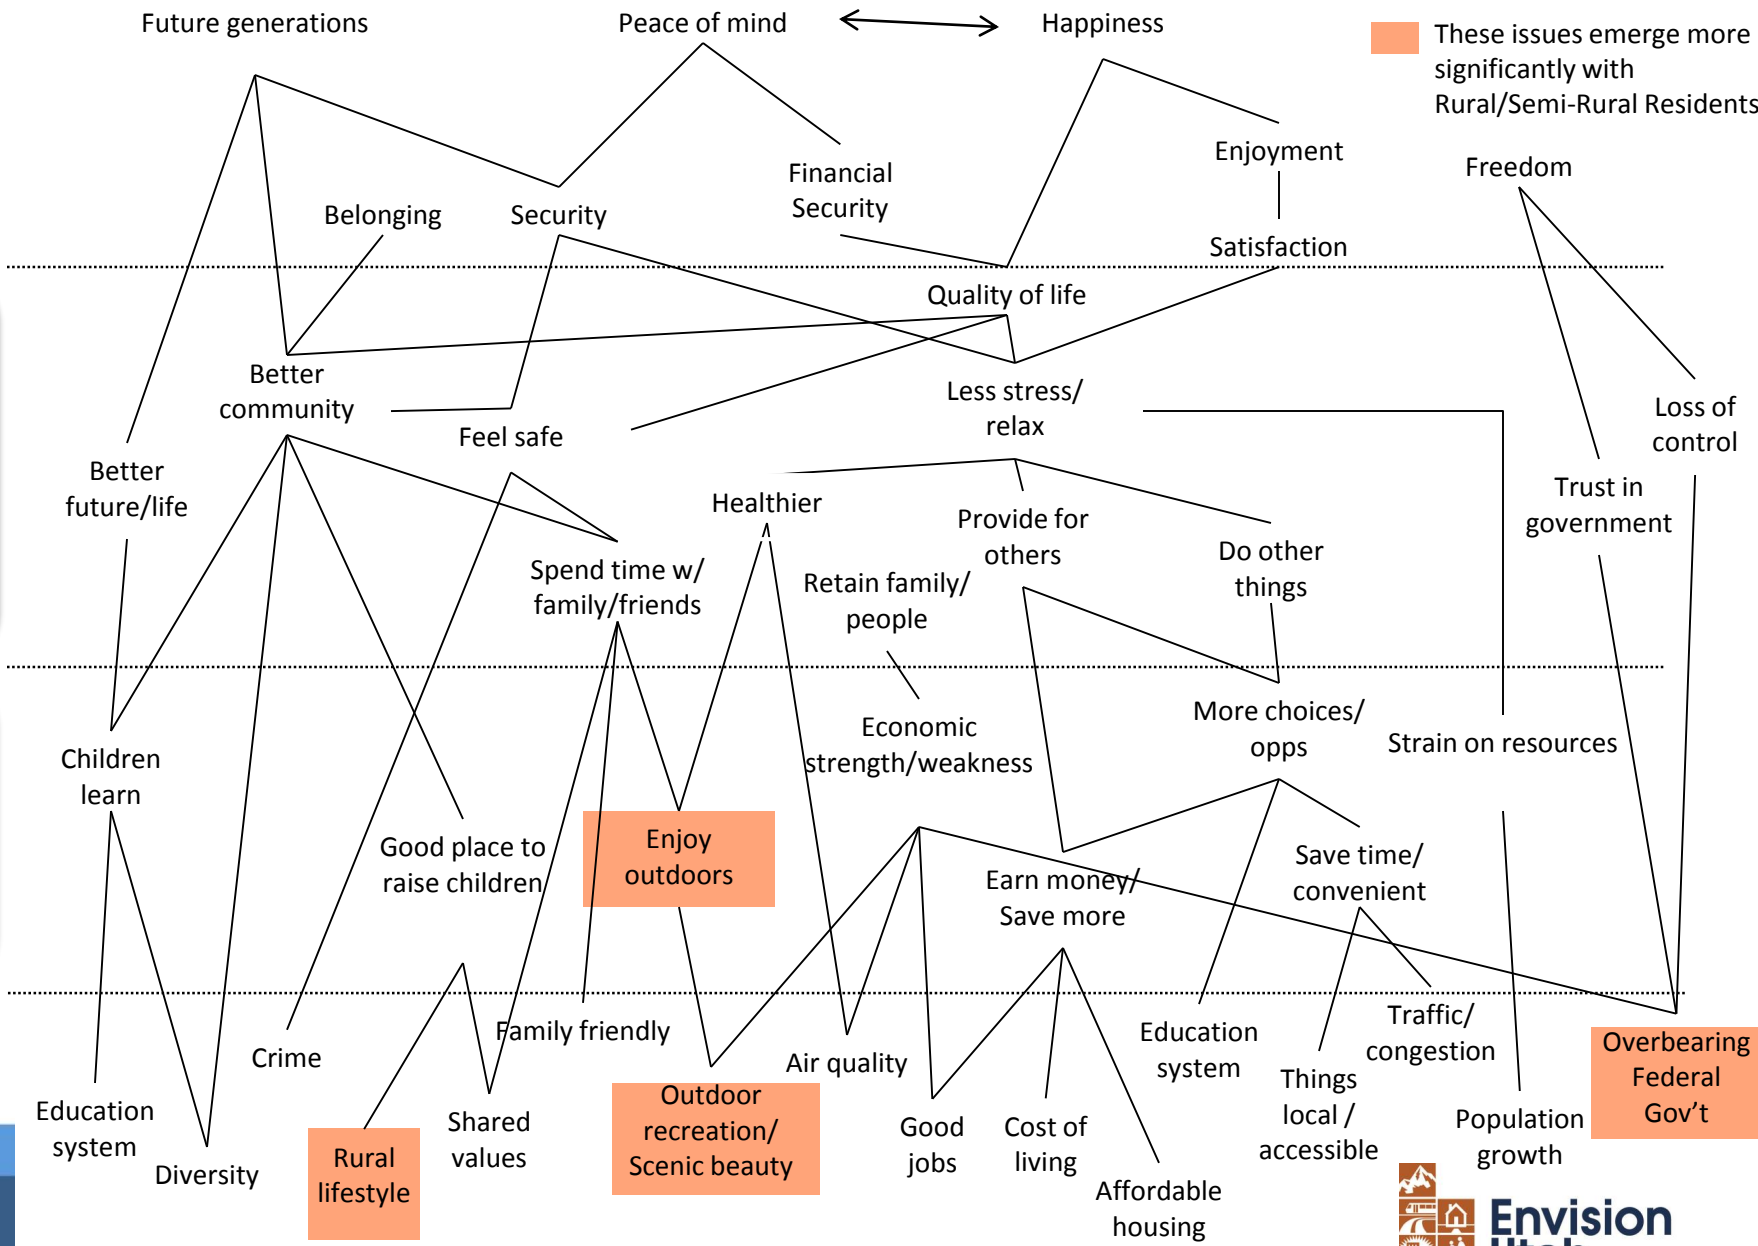 Future generations
Peace of mind
Happiness
These issues emerge more
significantly with
Rural/Semi-Rural Residents
Enjoyment
Freedom
Financial
Security
Belonging
Security
Satisfaction
Quality of life
Better
community
Less stress/
relax
Loss of
control
Feel safe
Better
future/life
Healthier
Trust in
government
Provide for
others
Do other
things
Spend time w/
family/friends
Retain family/
people
More choices/
opps
Economic
strength/weakness
Strain on resources
Children
learn
Good place to
raise children
Enjoy
outdoors
Save time/
convenient
Earn money/
Save more
Family friendly
Crime
Air quality
Education
system
Traffic/
congestion
Overbearing
Federal
Gov't
Things
local /
accessible
Education
system
Diversity
Rural
lifestyle
Shared
values
Outdoor
recreation/
Scenic beauty
Good
jobs
Cost of
living
Affordable
housing
Population
growth
Envision
Utah